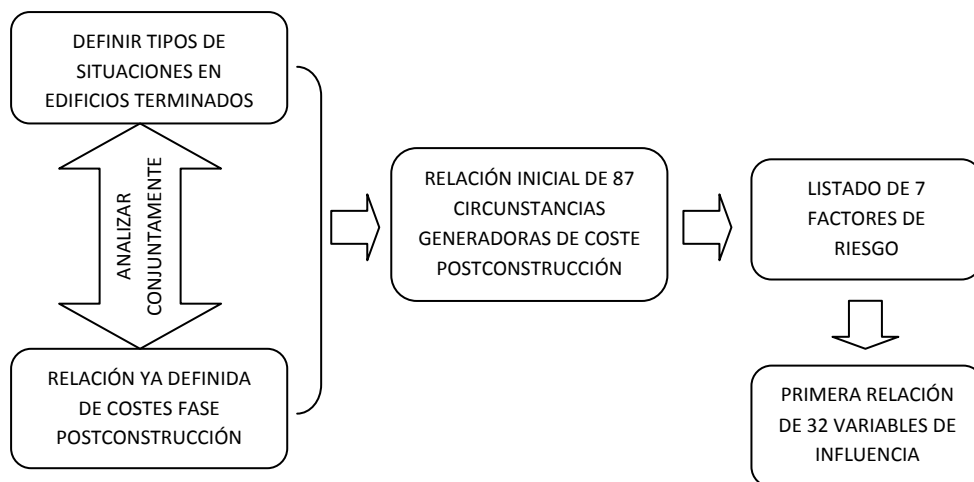 DEFINIR TIPOS DE
SITUACIONES EN
EDIFICIOS TERMINADOS
ANALIZAR
CONJUNTAMENTE
RELACIÓN YA DEFINIDA
DE COSTES FASE
POSTCONSTRUCCIÓN
RELACIÓN INICIAL DE 87
CIRCUNSTANCIAS
GENERADORAS DE COSTE
POSTCONSTRUCCIÓN
LISTADO DE 7
FACTORES DE
RIESGO
PRIMERA RELACIÓN
DE 32 VARIABLES DE
INFLUENCIA